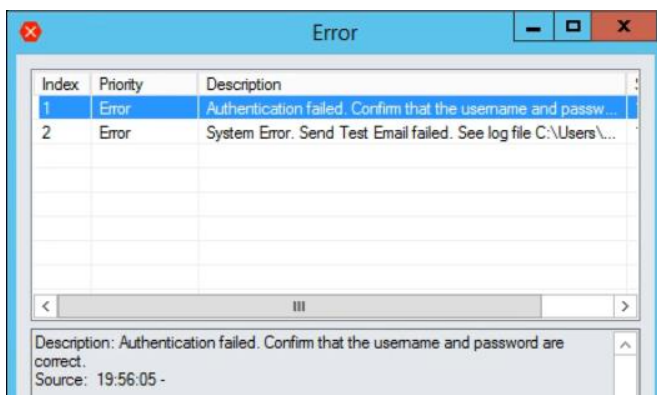 Error
Index Priority Description
1 Error Authentication failed. Confirm that the username and passw...
2 Error System Error. Send Test Email failed. See log file C:\Users\...
Description: Authentication failed. Confirm that the username and password are
correct.
Source: 19:56:05 -